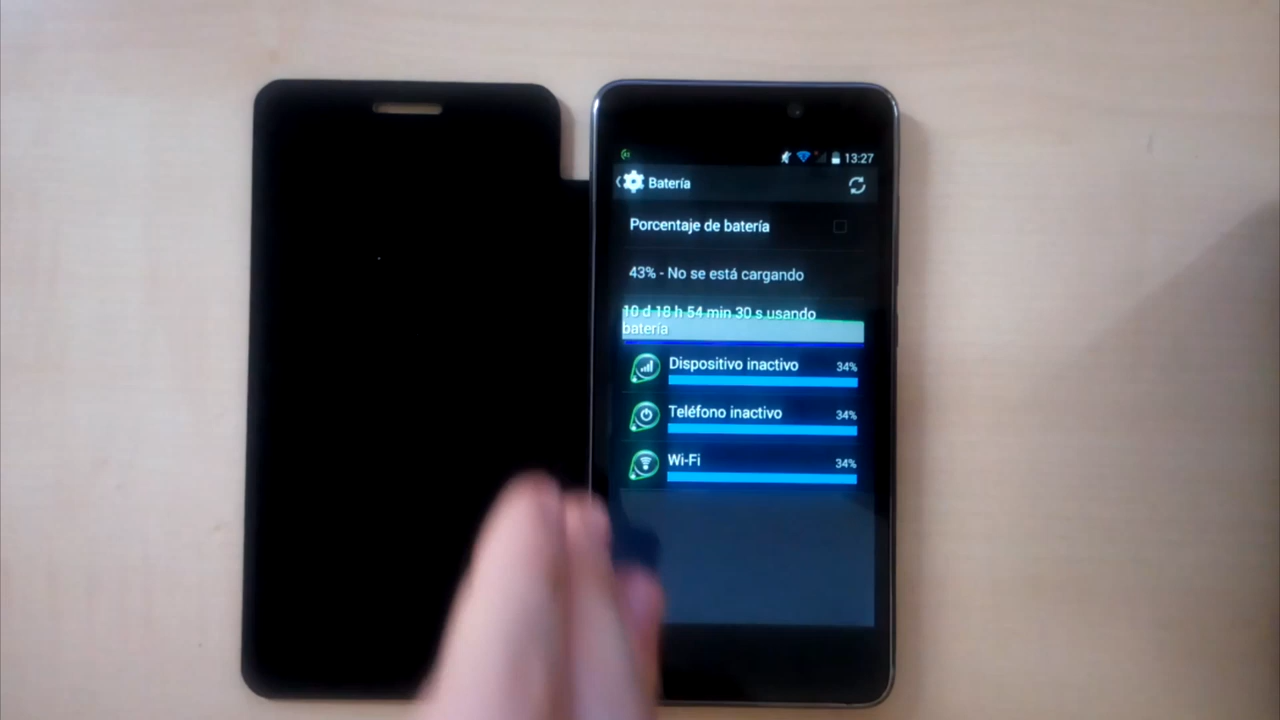 13:27
Batería
Porcentaje de batería
43% - No se está cargando
10 d 18 h 54 min 30 s usando
batería
Dispositivo inactivo 34%
Teléfono inactivo 34%
Wi-Fi 34%